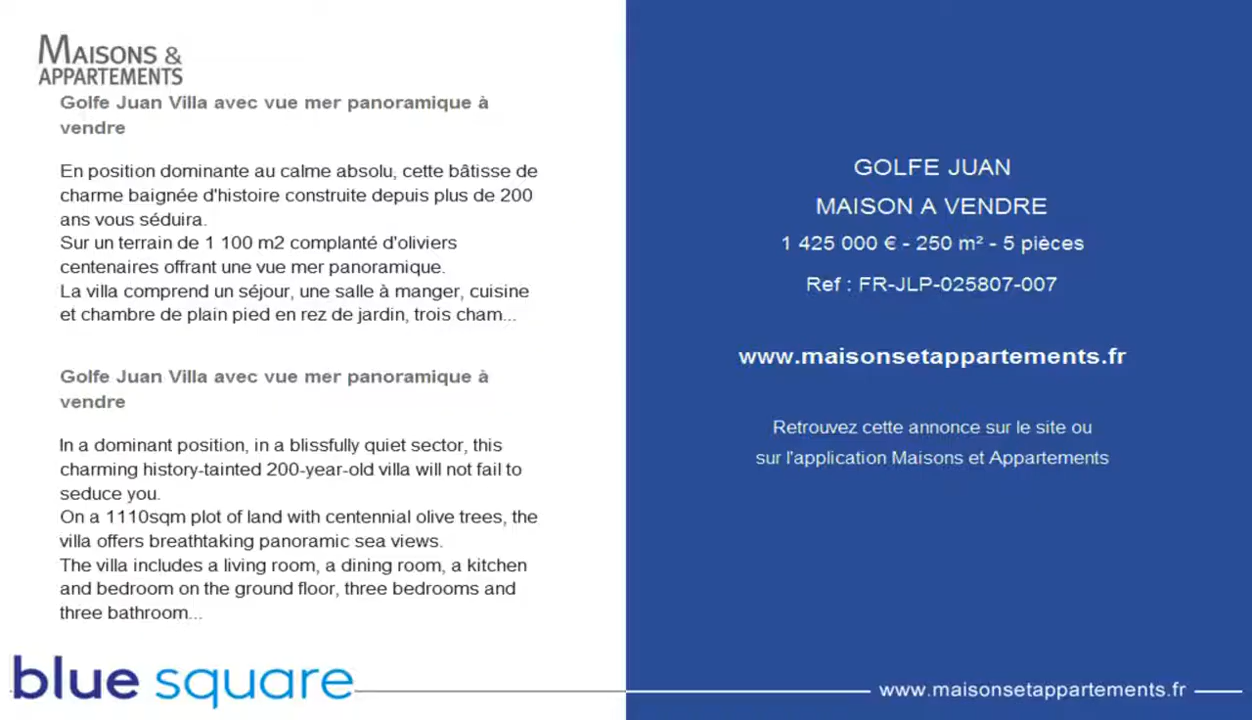 MAISONS &
APPARTEMENTS
Golfe Juan Villa avec vue mer panoramique à
vendre
En position dominante au calme absolu, cette bâtisse de
charme baignée d'histoire construite depuis plus de 200
ans vous séduira.
Sur un terrain de 1 100 m2 complanté d'oliviers
centenaires offrant une vue mer panoramique.
La villa comprend un séjour, une salle à manger, cuisine
et chambre de plain pied en rez de jardin, trois cham...
Golfe Juan Villa avec vue mer panoramique à
vendre
In a dominant position, in a blissfully quiet sector, this
charming history-tainted 200-year-old villa will not fail to
seduce you.
On a 1110sqm plot of land with centennial olive trees, the
villa offers breathtaking panoramic sea views.
The villa includes a living room, a dining room, a kitchen
and bedroom on the ground floor, three bedrooms and
three bathroom...
blue square
GOLFE JUAN
MAISON A VENDRE
1 425 000 € - 250 m² - 5 pièces
Ref : FR-JLP-025807-007
www.maisonsetappartements.fr
Retrouvez cette annonce sur le site ou
sur l'application Maisons et Appartements
www.maisonsetappartements.fr